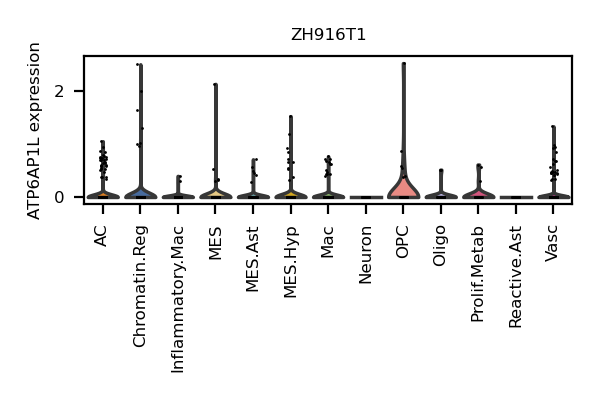 ZH916T1
ATP6AP1L expression
2
0
AC
Chromatin.Reg
Inflammatory.Mac
MES
MES.Ast
MES.Hyp
Mac
Neuron
OPC
Oligo
Prolif.Metab
Reactive.Ast
Vasc